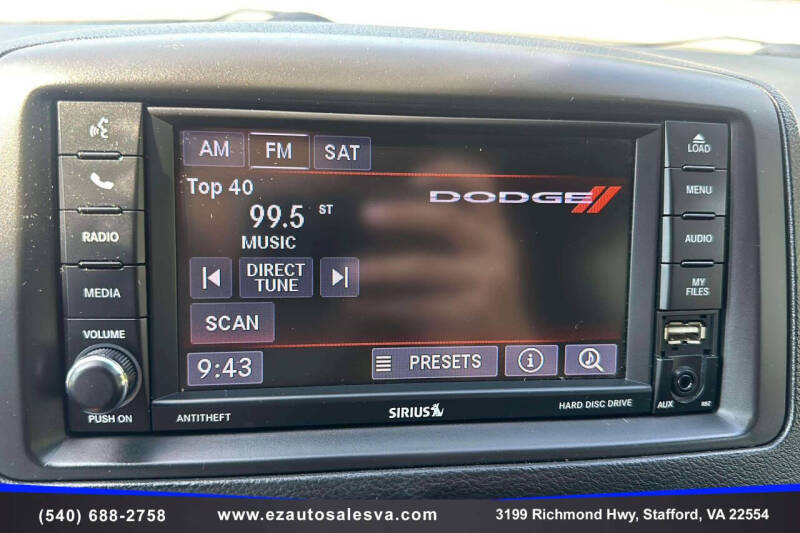 AM FM SAT
Top 40
DODGE
99.5 ST
MUSIC
DIRECT
TUNE
SCAN
9:43 PRESETS
RADIO
MEDIA
VOLUME
PUSH ON
LOAD
MENU
AUDIO
MY
FILES
AUX RBZ
ANTITHEFT
SIRIUS
HARD DISC DRIVE
(540) 688-2758
www.ezautosalesva.com
3199 Richmond Hwy, Stafford, VA 22554